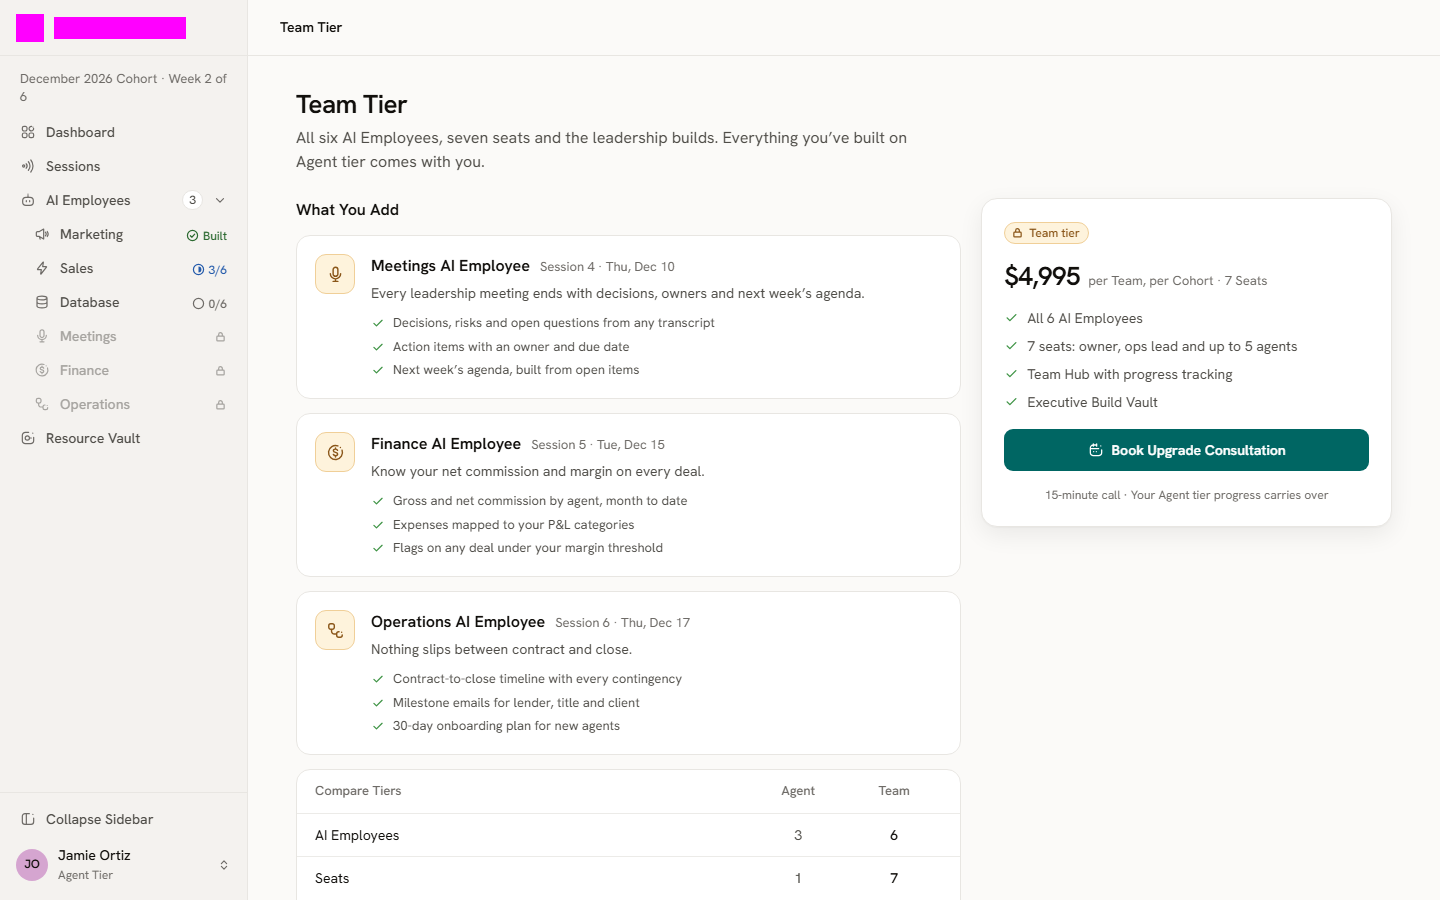 Team Tier
December 2026 Cohort · Week 2 of
6
Dashboard
Sessions
AI Employees 3
Marketing Built
Sales 3/6
Database 0/6
Meetings
Finance
Operations
Resource Vault
Collapse Sidebar
JO Jamie Ortiz
Agent Tier
Team Tier
All six AI Employees, seven seats and the leadership builds. Everything you’ve built on
Agent tier comes with you.
What You Add
Meetings AI Employee Session 4 · Thu, Dec 10
Every leadership meeting ends with decisions, owners and next week’s agenda.
Decisions, risks and open questions from any transcript
Action items with an owner and due date
Next week’s agenda, built from open items
Finance AI Employee Session 5 · Tue, Dec 15
Know your net commission and margin on every deal.
Gross and net commission by agent, month to date
Expenses mapped to your P&L categories
Flags on any deal under your margin threshold
Operations AI Employee Session 6 · Thu, Dec 17
Nothing slips between contract and close.
Contract-to-close timeline with every contingency
Milestone emails for lender, title and client
30-day onboarding plan for new agents
Compare Tiers Agent Team
AI Employees 3 6
Seats 1 7
Team tier
$4,995 per Team, per Cohort · 7 Seats
All 6 AI Employees
7 seats: owner, ops lead and up to 5 agents
Team Hub with progress tracking
Executive Build Vault
Book Upgrade Consultation
15-minute call · Your Agent tier progress carries over